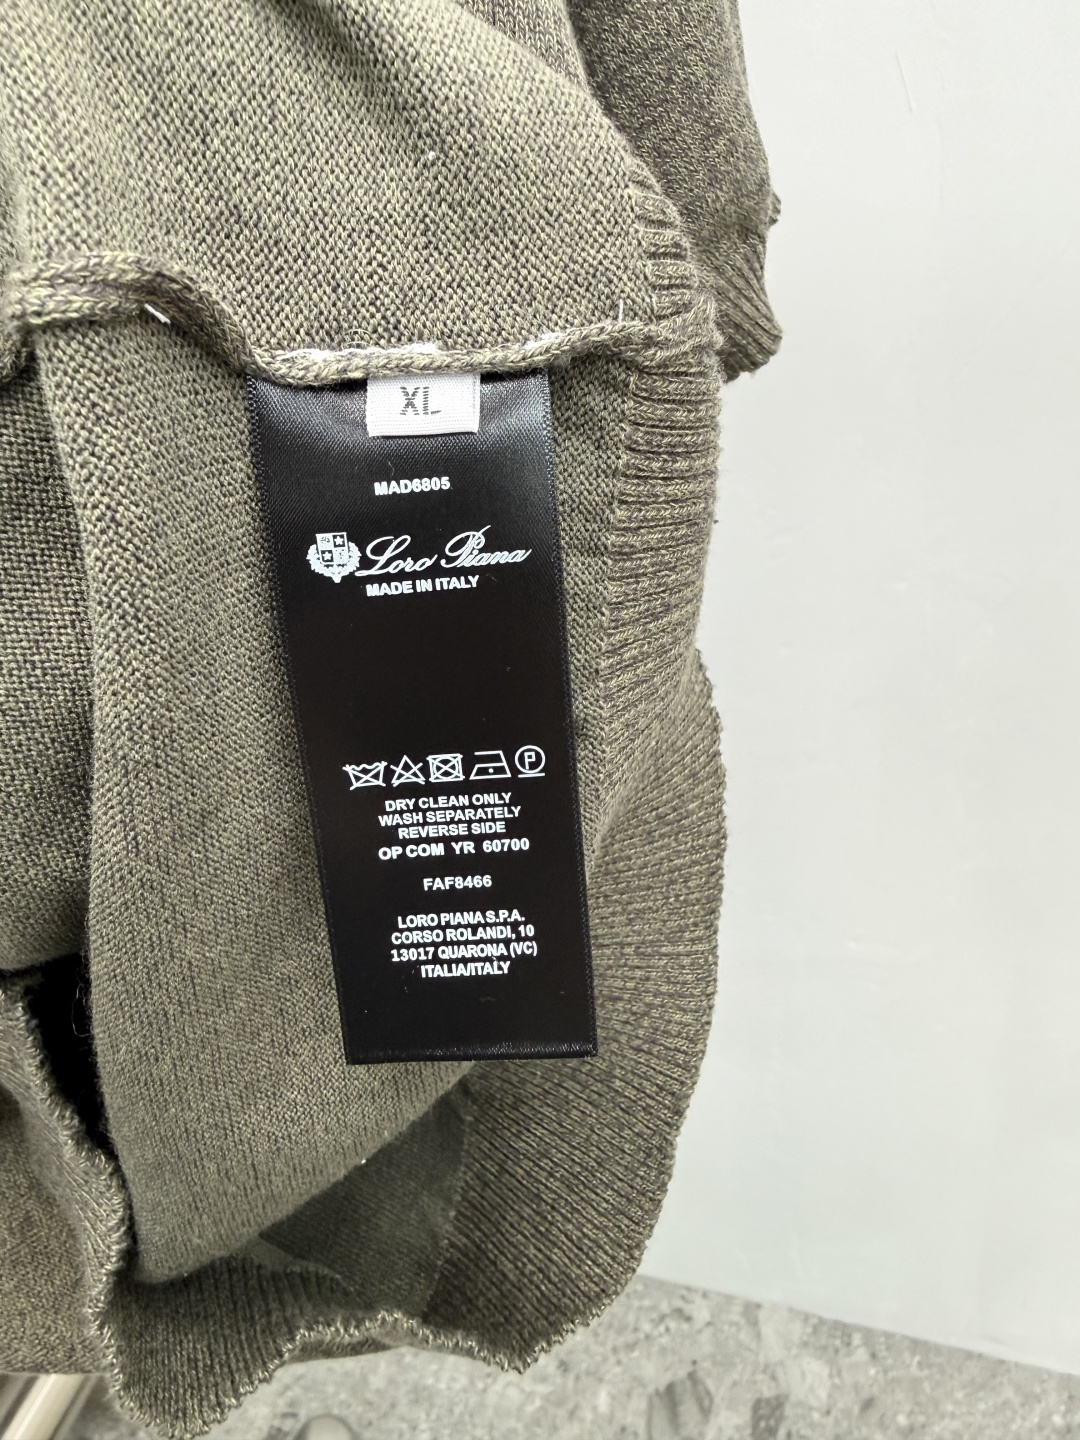 XL
MAD6805
Loro Piana
MADE IN ITALY
P
DRY CLEAN ONLY
WASH SEPARATELY
REVERSE SIDE
OP COM YR 60700
FAF8466
LORO PIANA S.P.A.
CORSO ROLANDI, 10
13017 QUARONA (VC)
ITALIA/ITALY